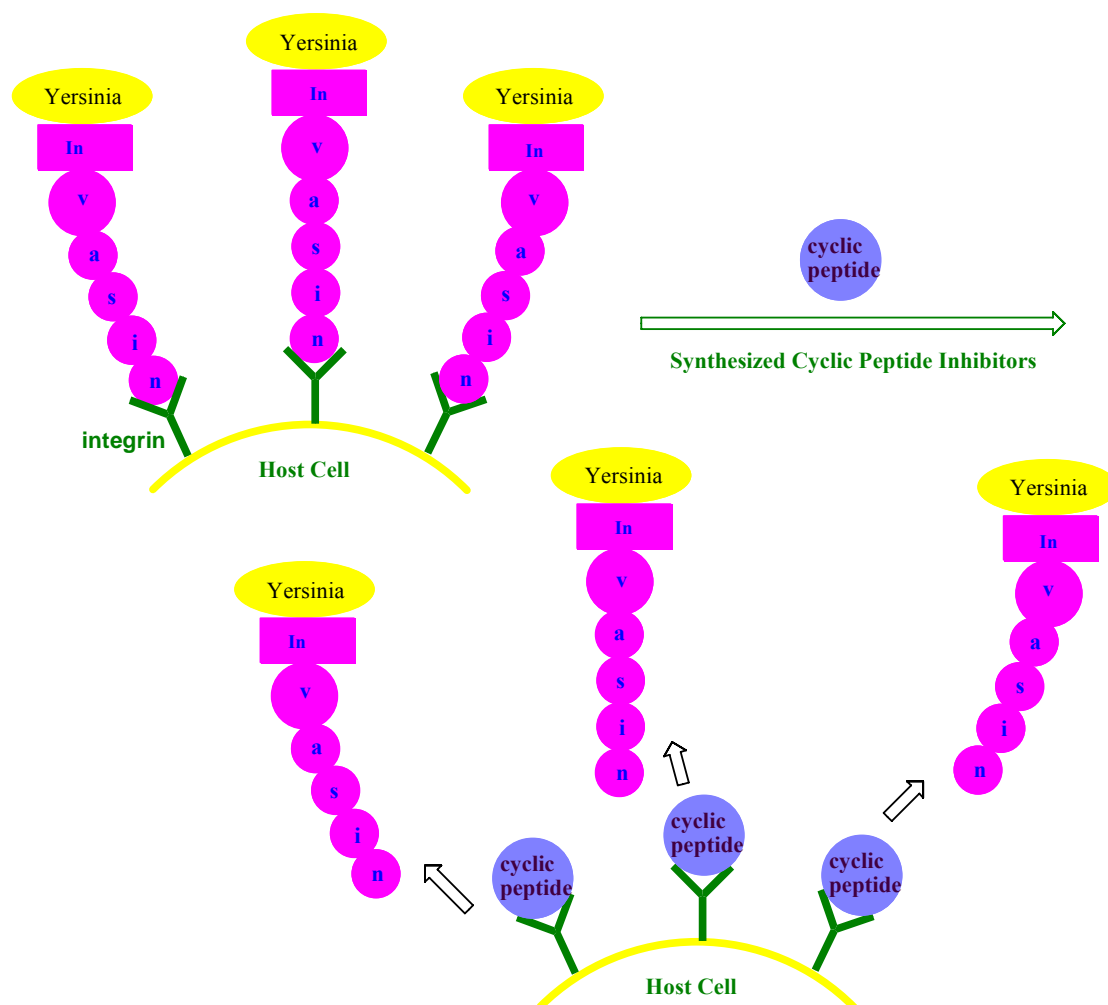 Yersinia
In
v
a
s
i
n
Yersinia
In
v
a
s
i
n
Yersinia
In
v
a
s
i
n
integrin
Host Cell
cyclic
peptide
Synthesized Cyclic Peptide Inhibitors
Yersinia
In
v
a
s
i
n
Yersinia
In
v
a
s
i
n
Yersinia
In
v
a
s
i
n
cyclic
peptide
cyclic
peptide
cyclic
peptide
Host Cell